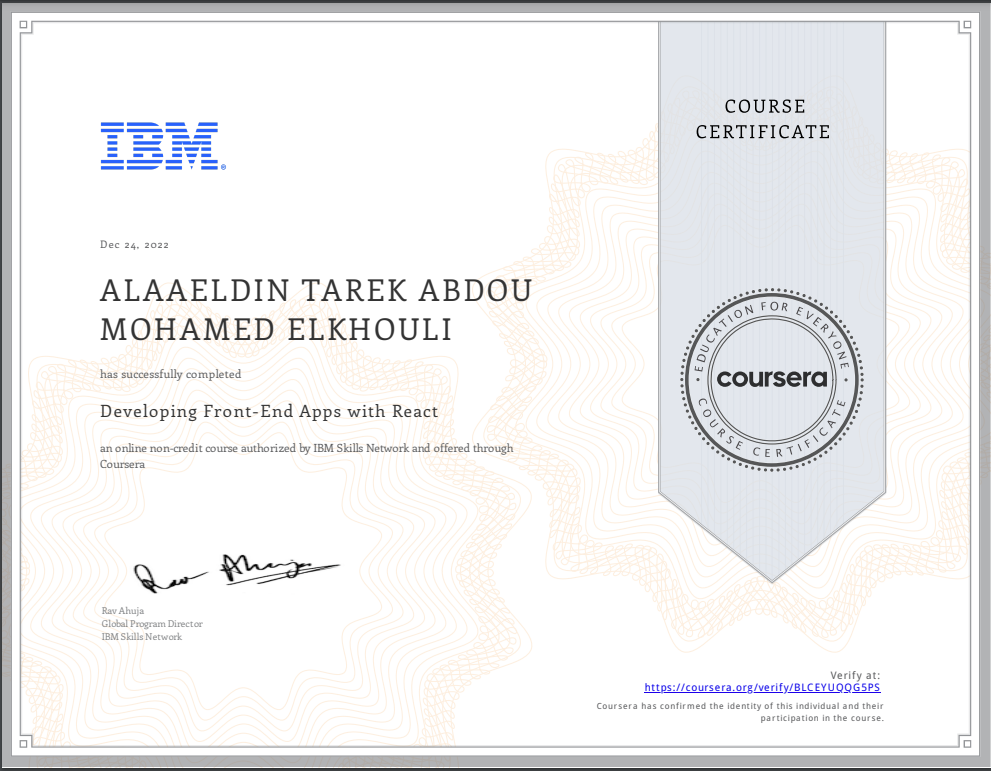 COURSE
CERTIFICATE
IBM®
Dec 24, 2022
ALAAELDIN TAREK ABDOU
MOHAMED ELKHOULI
has successfully completed
Developing Front-End Apps with React
an online non-credit course authorized by IBM Skills Network and offered through
Coursera
EDUCATION FOR EVERYONE
coursera
COURSE CERTIFICATE
Rav Ahuja
Rav Ahuja
Global Program Director
IBM Skills Network
Verify at:
https://coursera.org/verify/BLCEYUQQG5PS
Coursera has confirmed the identity of this individual and their
participation in the course.